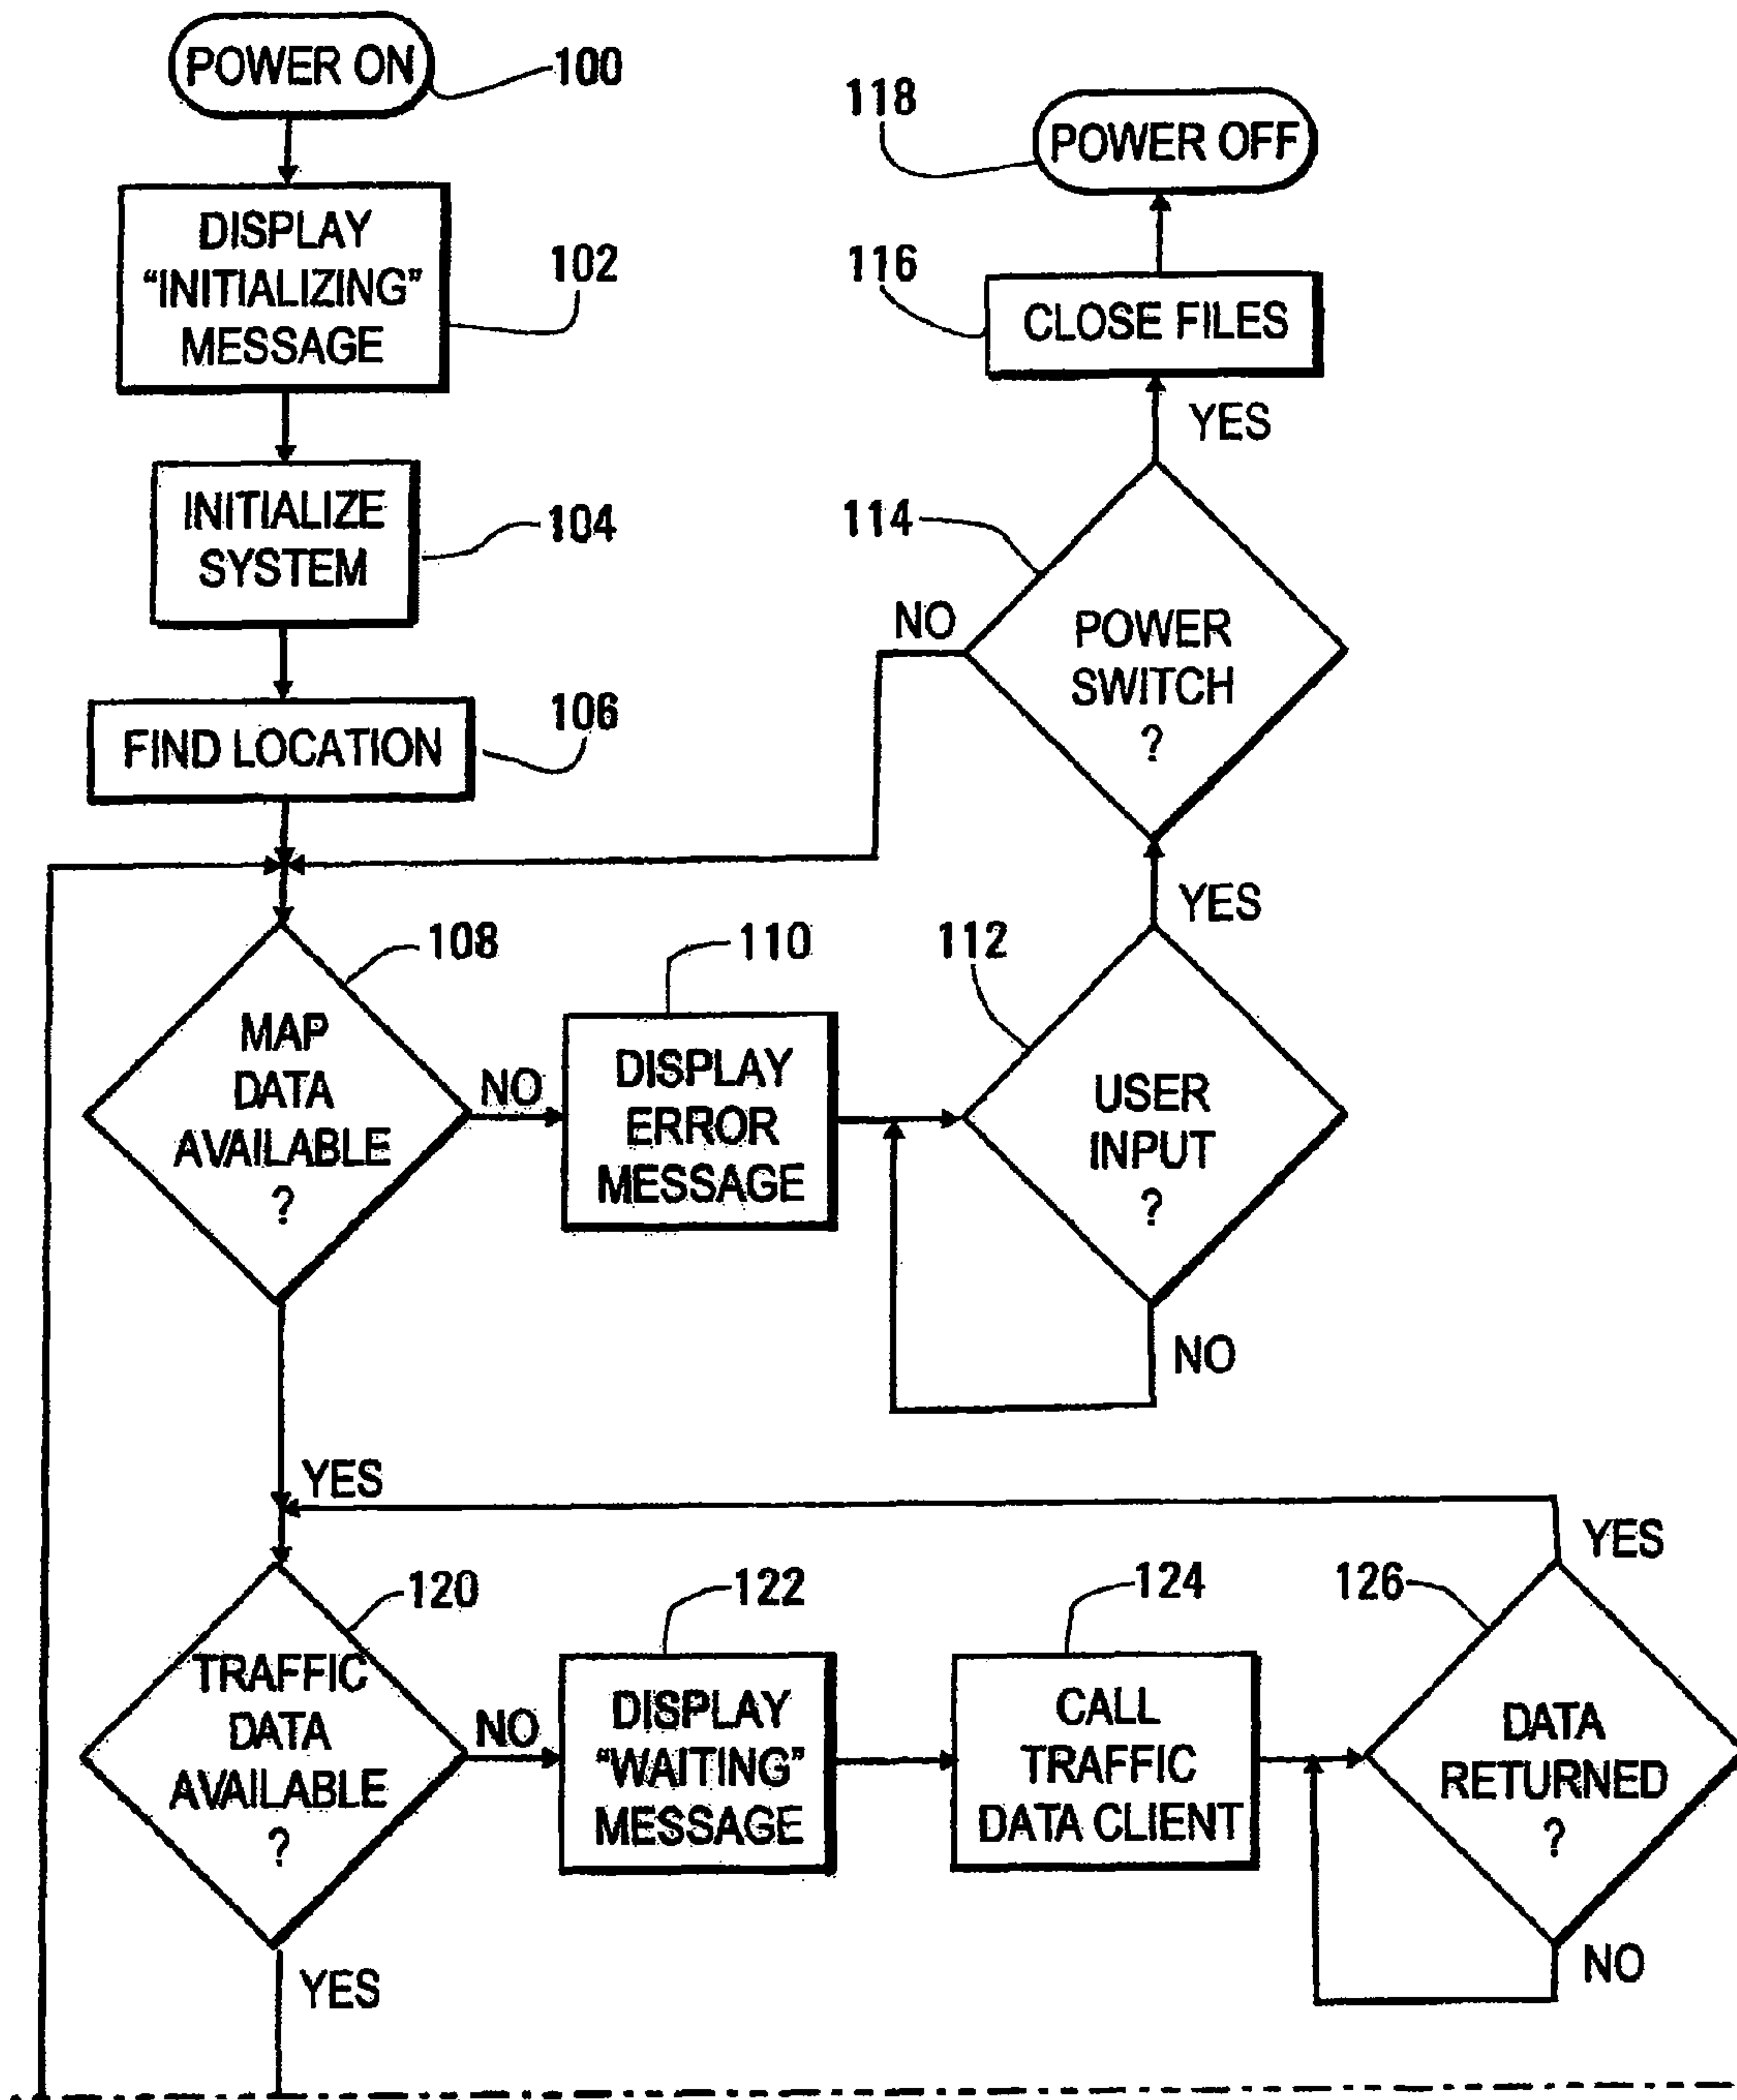 POWER ON
100
DISPLAY
"INITIALIZING"
MESSAGE
102
INITIALIZE
SYSTEM
104
FIND LOCATION
106
118
POWER OFF
116
CLOSE FILES
YES
114
NO
POWER
SWITCH
?
YES
108
MAP
DATA
AVAILABLE
?
NO
110
DISPLAY
ERROR
MESSAGE
112
USER
INPUT
?
NO
YES
120
TRAFFIC
DATA
AVAILABLE
?
NO
122
DISPLAY
"WAITING"
MESSAGE
124
CALL
TRAFFIC
DATA CLIENT
126
YES
DATA
RETURNED
?
NO
YES